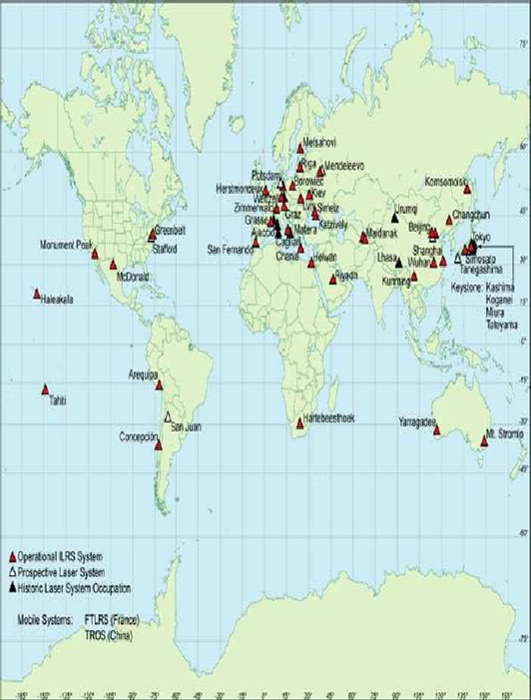 75°
Metsahovi
Riga
Mendeleevo
Potsdam
Borowiec
Komsomolsk
Herstmonceux
Kiev
Zimmerwald
Simeiz
Urumqi
Changchun
Grasse
Graz
Katzively
Greenbelt
Beijing
Tokyo
Ajaccio
Matera
Maidanak
Stafford
Monument Peak
San Fernando
Cagliari
Shanghai
Simosato
Chania
Helwan
Lhasa
Wuhan
Tanegashima
McDonald
Riyadh
Kunming
Keystone: Kashima
Koganei
Miura
Tateyama
Haleakala
Arequipa
Tahiti
San Juan
Hartebeesthoek
Yarragadee
Concepción
Mt. Stromlo
Operational ILRS System
Prospective Laser System
Historic Laser System Occupation
Mobile Systems: FTLRS (France)
TROS (China)